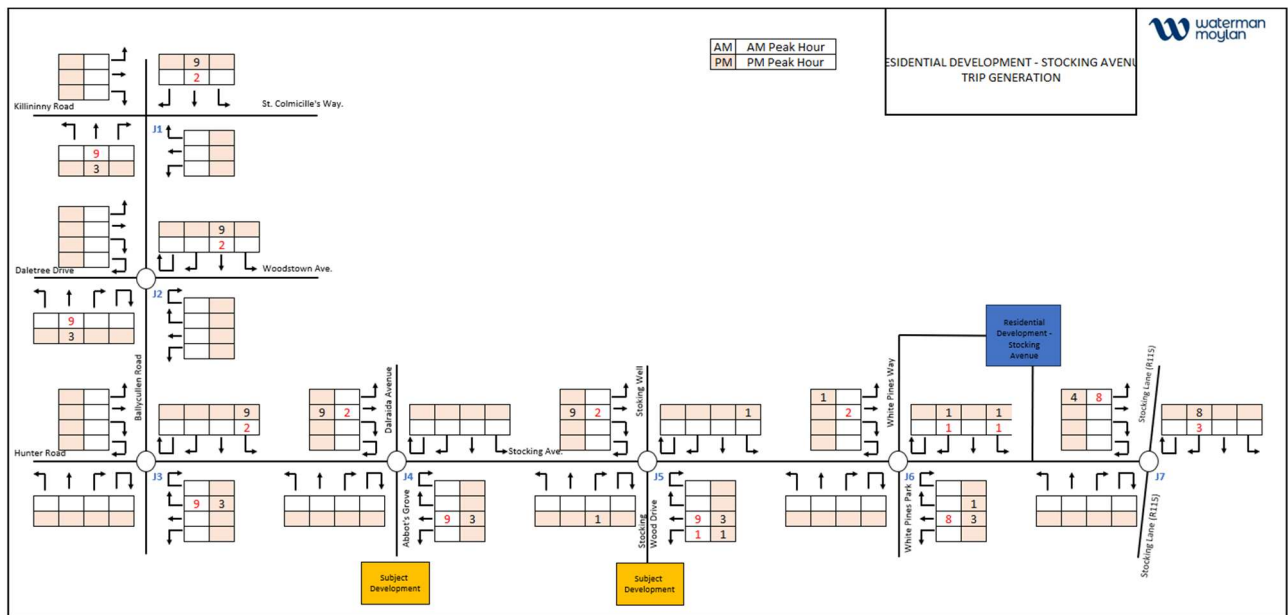 waterman
moylan
AM AM Peak Hour
PM PM Peak Hour
ESIDENTIAL DEVELOPMENT - STOCKING AVENU
TRIP GENERATION
9
2
Killininny Road
St. Colmicille's Way.
J1
9
3
9
2
Daletree Drive
Woodstown Ave.
J2
9
3
Ballycullen Road
Residential
Development -
Stocking
Avenue
Dalraida Avenue
Stoking Well
White Pines Way
Stocking Lane (R115)
9
2
9 2
9 2
1
1
2
1 1
1 1
4 8
8
3
Hunter Road
Stocking Ave.
J3
J4
J5
J6
J7
9 3
Abbot's Grove
9 3
1
Stocking
Wood Drive
9 3
1 1
White Pines Park
1
8 3
Stocking Lane (R115)
Subject
Development
Subject
Development